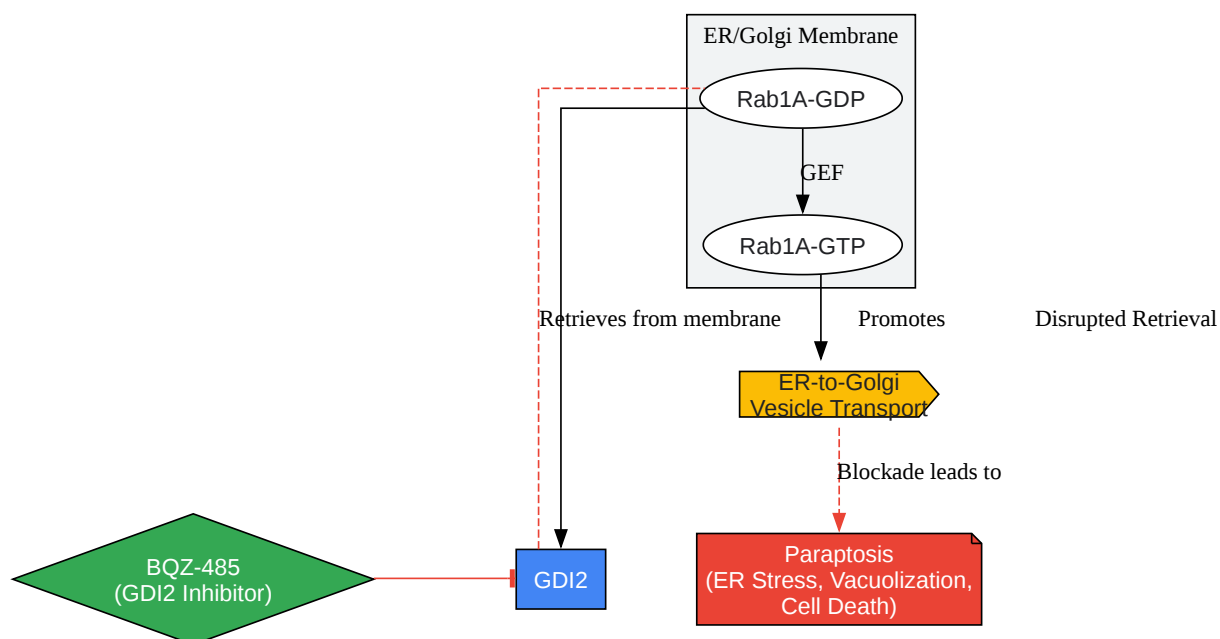 ER/Golgi Membrane
Rab1A-GDP
GEF
Rab1A-GTP
Retrieves from membrane
Promotes
Disrupted Retrieval
ER-to-Golgi
Vesicle Transport
Blockade leads to
BQZ-485
(GDI2 Inhibitor)
GDI2
Paraptosis
(ER Stress, Vacuolization,
Cell Death)